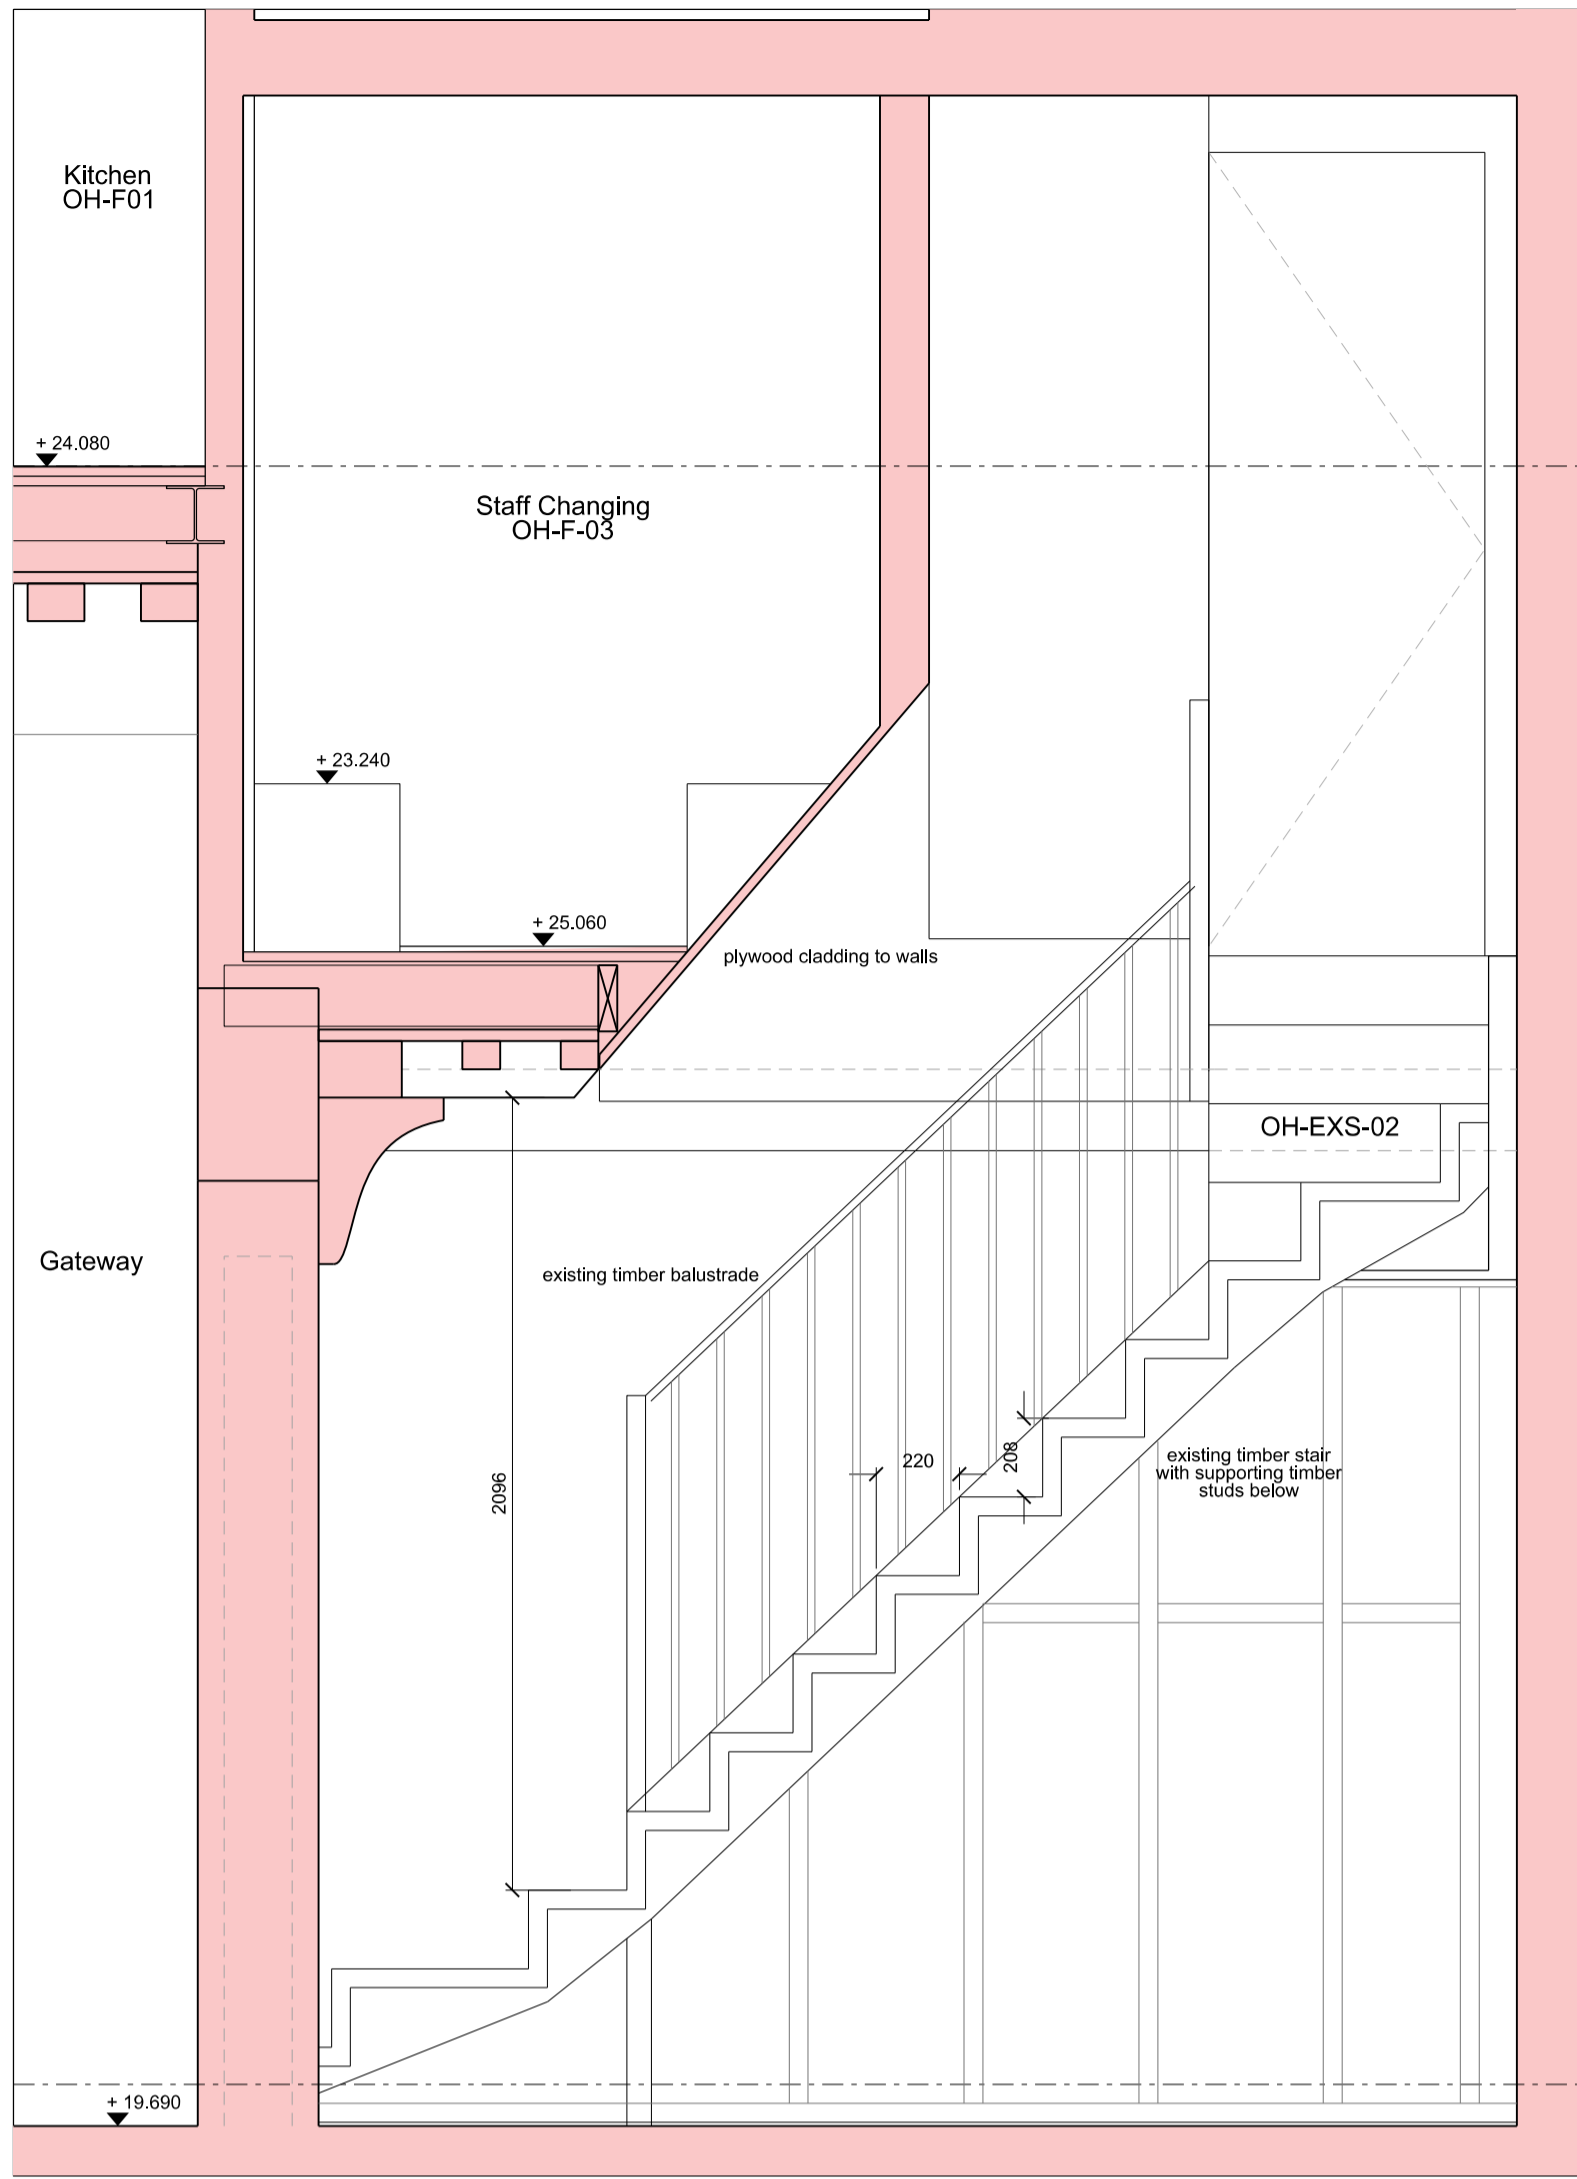 Kitchen
OH-F01
+ 24.080
Staff Changing
OH-F-03
+ 23.240
+ 25.060
plywood cladding to walls
OH-EXS-02
Gateway
existing timber balustrade
220
208
2096
existing timber stair
with supporting timber
studs below
+ 19.690